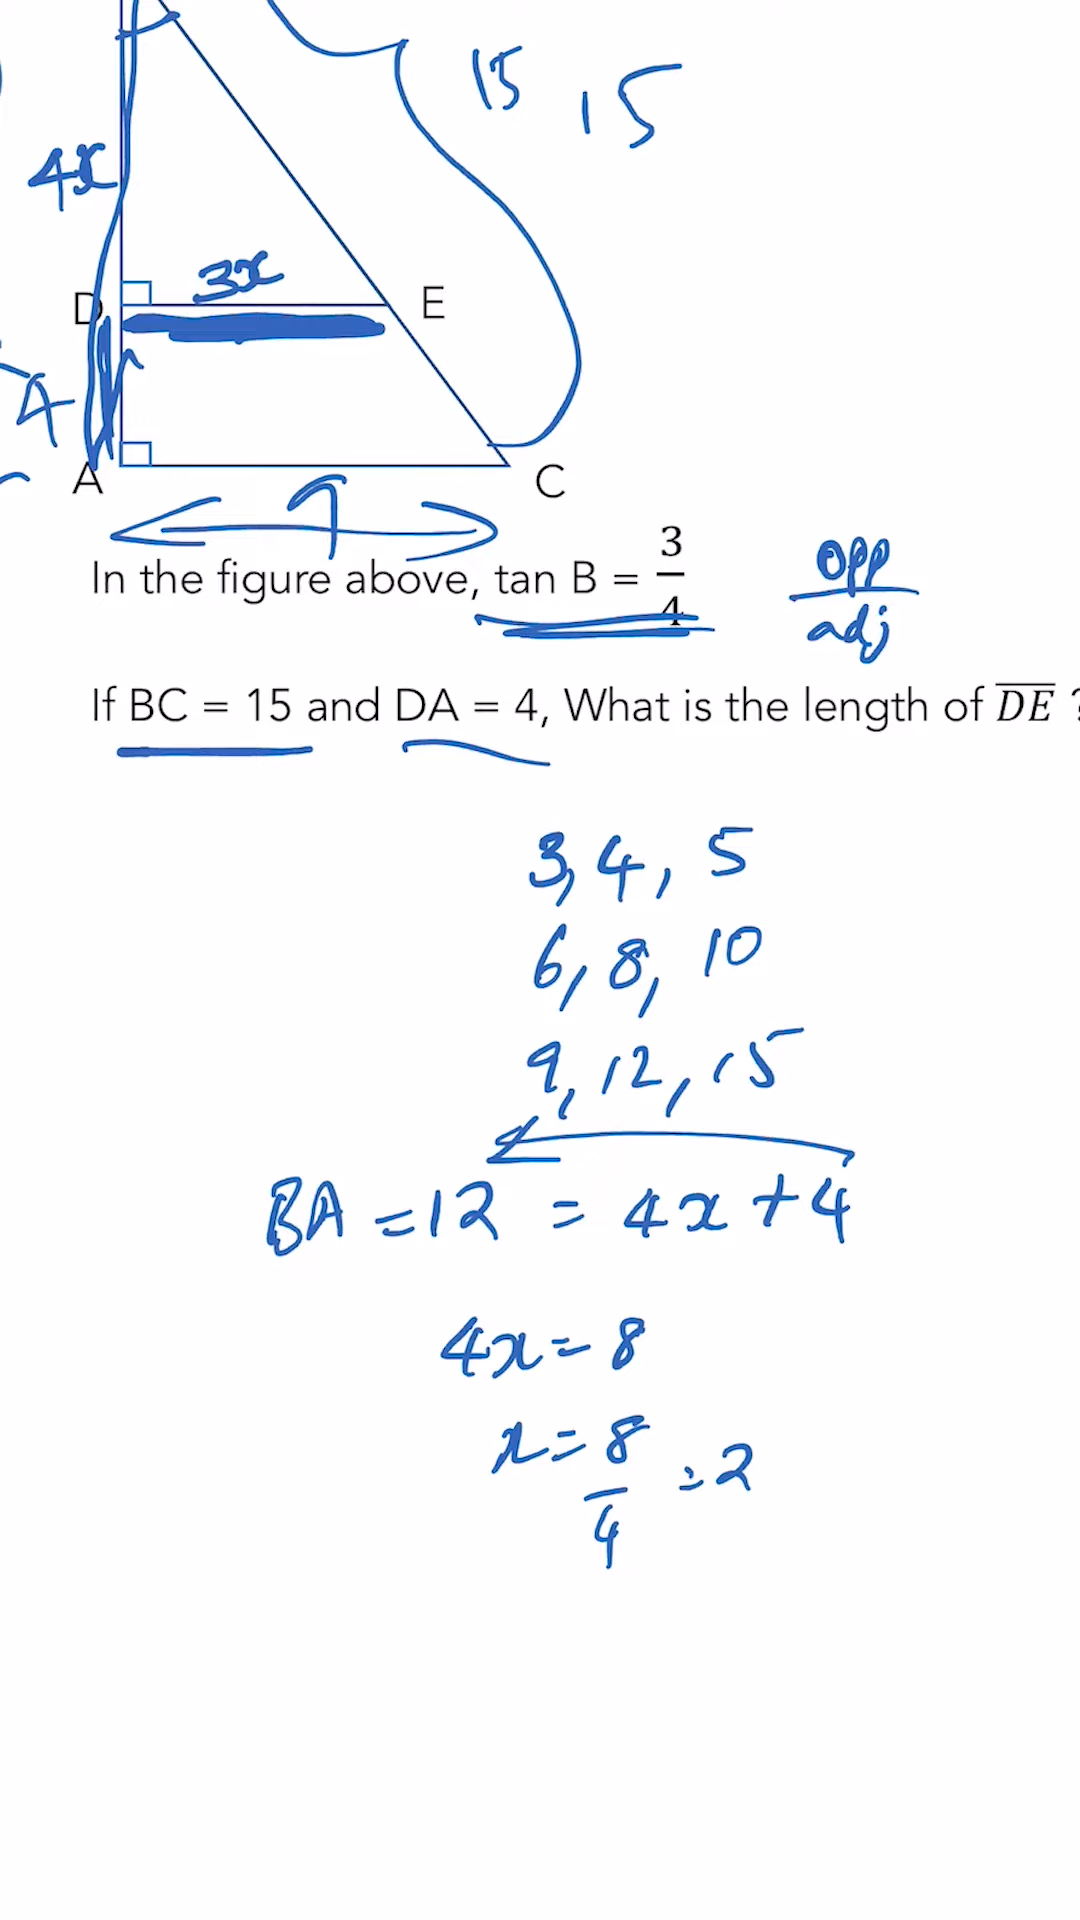 15 15
4x
3x
D E
4
A C
9
In the figure above, tan B = 3/4
opp
adj
If BC = 15 and DA = 4, What is the length of DE ?
3, 4, 5
6, 8, 10
9, 12, 15
BA = 12 = 4x + 4
4x = 8
x = 8/4 = 2